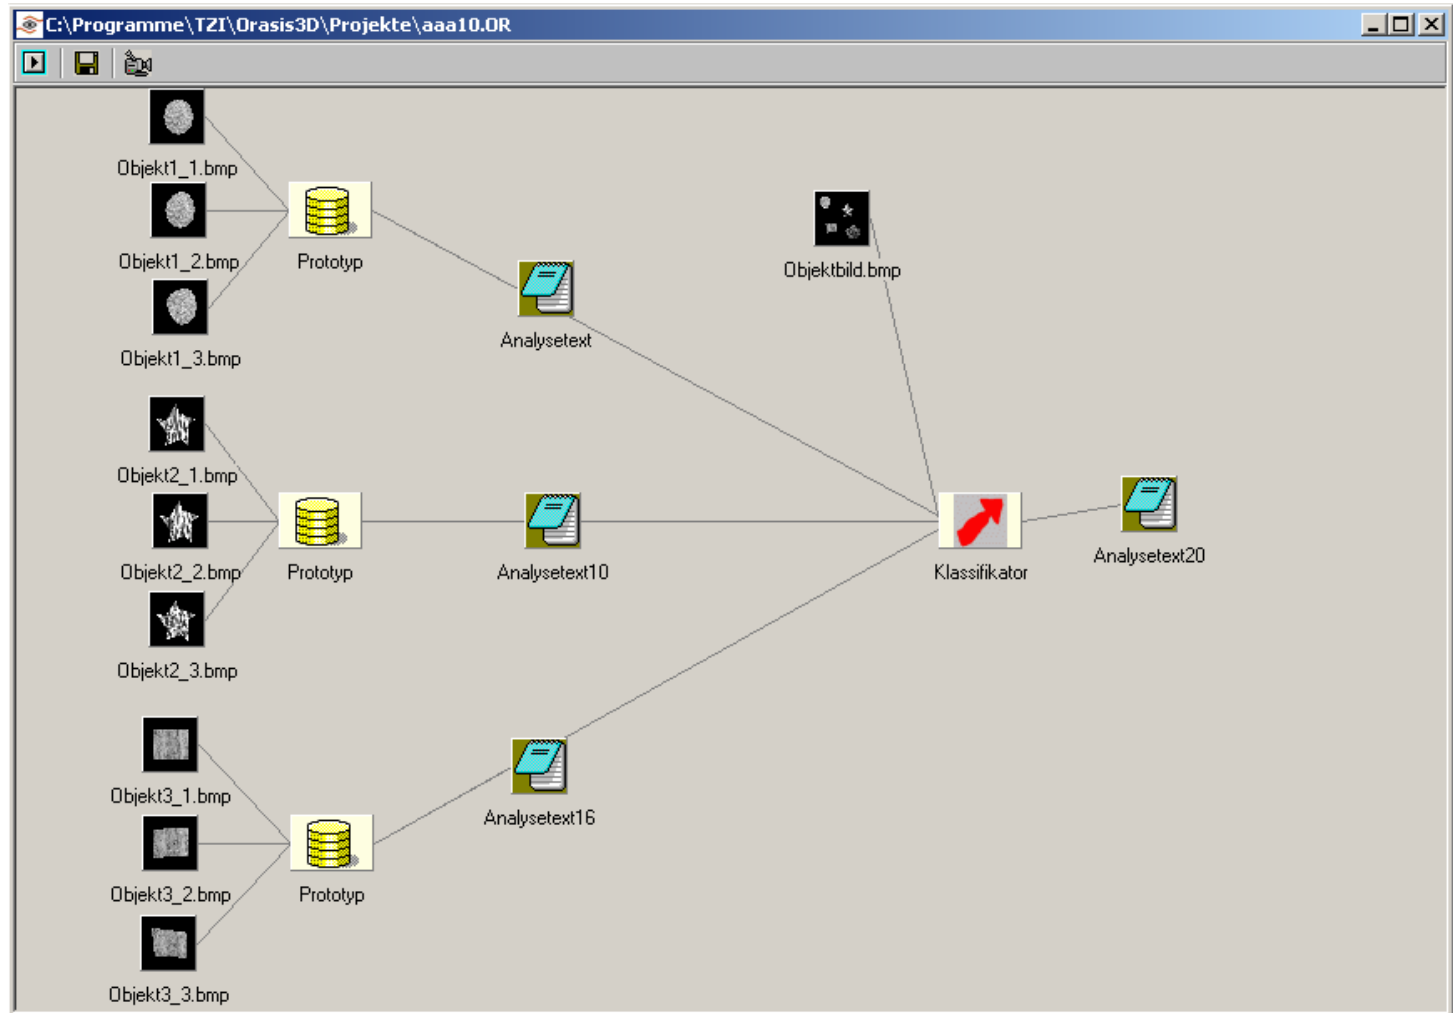 C:\Programme\TZI\Orasis3D\Projekte\aaa10.OR
Objekt1_1.bmp
Objekt1_2.bmp
Prototyp
Objektbild.bmp
Objekt1_3.bmp
Analysetext
Objekt2_1.bmp
Objekt2_2.bmp
Prototyp
Analysetext10
Klassifikator
Analysetext20
Objekt2_3.bmp
Objekt3_1.bmp
Analysetext16
Objekt3_2.bmp
Prototyp
Objekt3_3.bmp